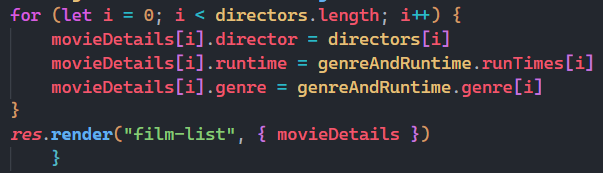 for (let i = 0; i < directors.length; i++) {
    movieDetails[i].director = directors[i]
    movieDetails[i].runtime = genreAndRuntime.runTimes[i]
    movieDetails[i].genre = genreAndRuntime.genre[i]
}
res.render("film-list", { movieDetails })
    }